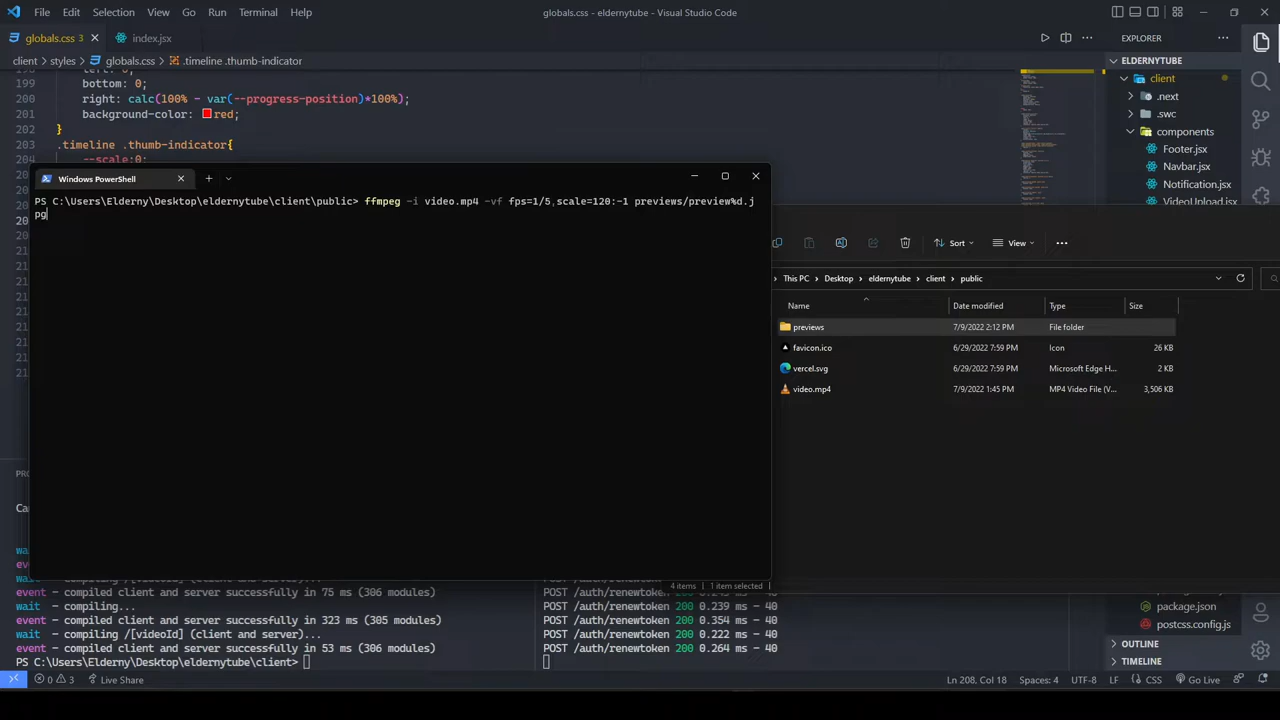 File Edit Selection View Go Run Terminal Help
globals.css - eldernytube - Visual Studio Code
globals.css 3
index.jsx
client > styles > globals.css > .timeline .thumb-indicator
199 bottom: 0;
200 right: calc(100% - var(--progress-position)*100%);
201 background-color: red;
202 }
203 .timeline .thumb-indicator{
204 --scale:0;
Windows PowerShell
PS C:\Users\Elderny\Desktop\eldernytube\client\public> ffmpeg -i video.mp4 -vf fps=1/5,scale=120:-1 previews/preview%d.j
pg
EXPLORER
ELDERNYTUBE
client
.next
.swc
components
Footer.jsx
Navbar.jsx
Notification.jsx
VideoUpload.jsx
Sort View
This PC > Desktop > eldernytube > client > public
Name Date modified Type Size
previews 7/9/2022 2:12 PM File folder
favicon.ico 6/29/2022 7:59 PM Icon 26 KB
vercel.svg 6/29/2022 7:59 PM Microsoft Edge H... 2 KB
video.mp4 7/9/2022 1:45 PM MP4 Video File (V... 3,506 KB
4 items 1 item selected
event - compiled client and server successfully in 75 ms (306 modules)
wait - compiling...
event - compiled client and server successfully in 323 ms (305 modules)
wait - compiling /[videoId] (client and server)...
event - compiled client and server successfully in 53 ms (306 modules)
PS C:\Users\Elderny\Desktop\eldernytube\client>
POST /auth/renewtoken 200 0.239 ms - 40
POST /auth/renewtoken 200 0.354 ms - 40
POST /auth/renewtoken 200 0.222 ms - 40
POST /auth/renewtoken 200 0.264 ms - 40
package.json
postcss.config.js
OUTLINE
TIMELINE
0 3 Live Share
Ln 208, Col 18 Spaces: 4 UTF-8 LF CSS Go Live